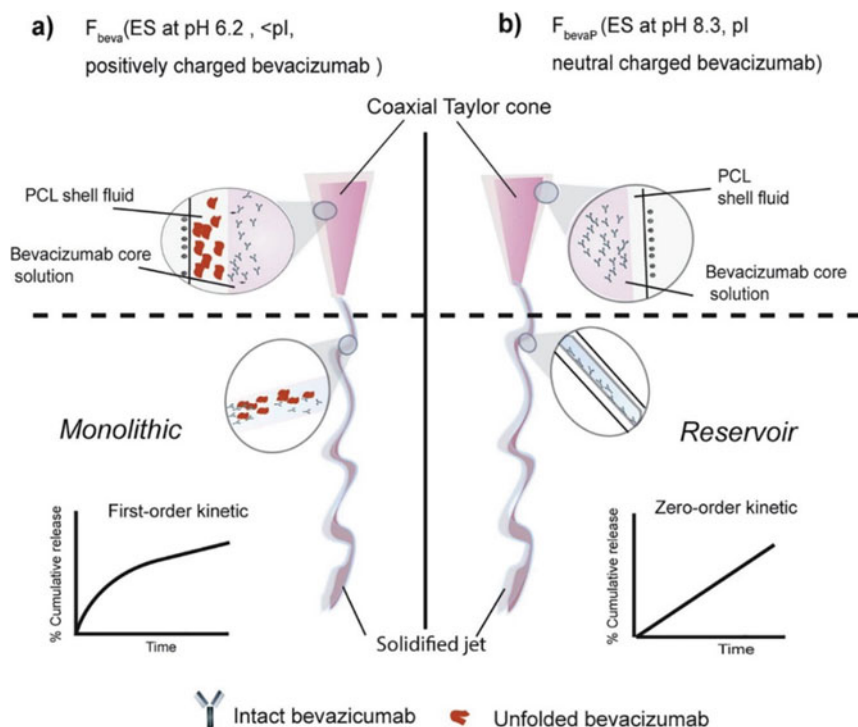 a) F_beva (ES at pH 6.2 , <pI,
positively charged bevacizumab )
b) F_bevaP (ES at pH 8.3, pI
neutral charged bevacizumab)
Coaxial Taylor cone
PCL shell fluid
Bevacizumab core
solution
PCL
shell fluid
Bevacizumab core
solution
Monolithic
Reservoir
First-order kinetic
% Cumulative release
Time
Zero-order kinetic
% Cumulative release
Time
Solidified jet
Intact bevazicumab
Unfolded bevacizumab